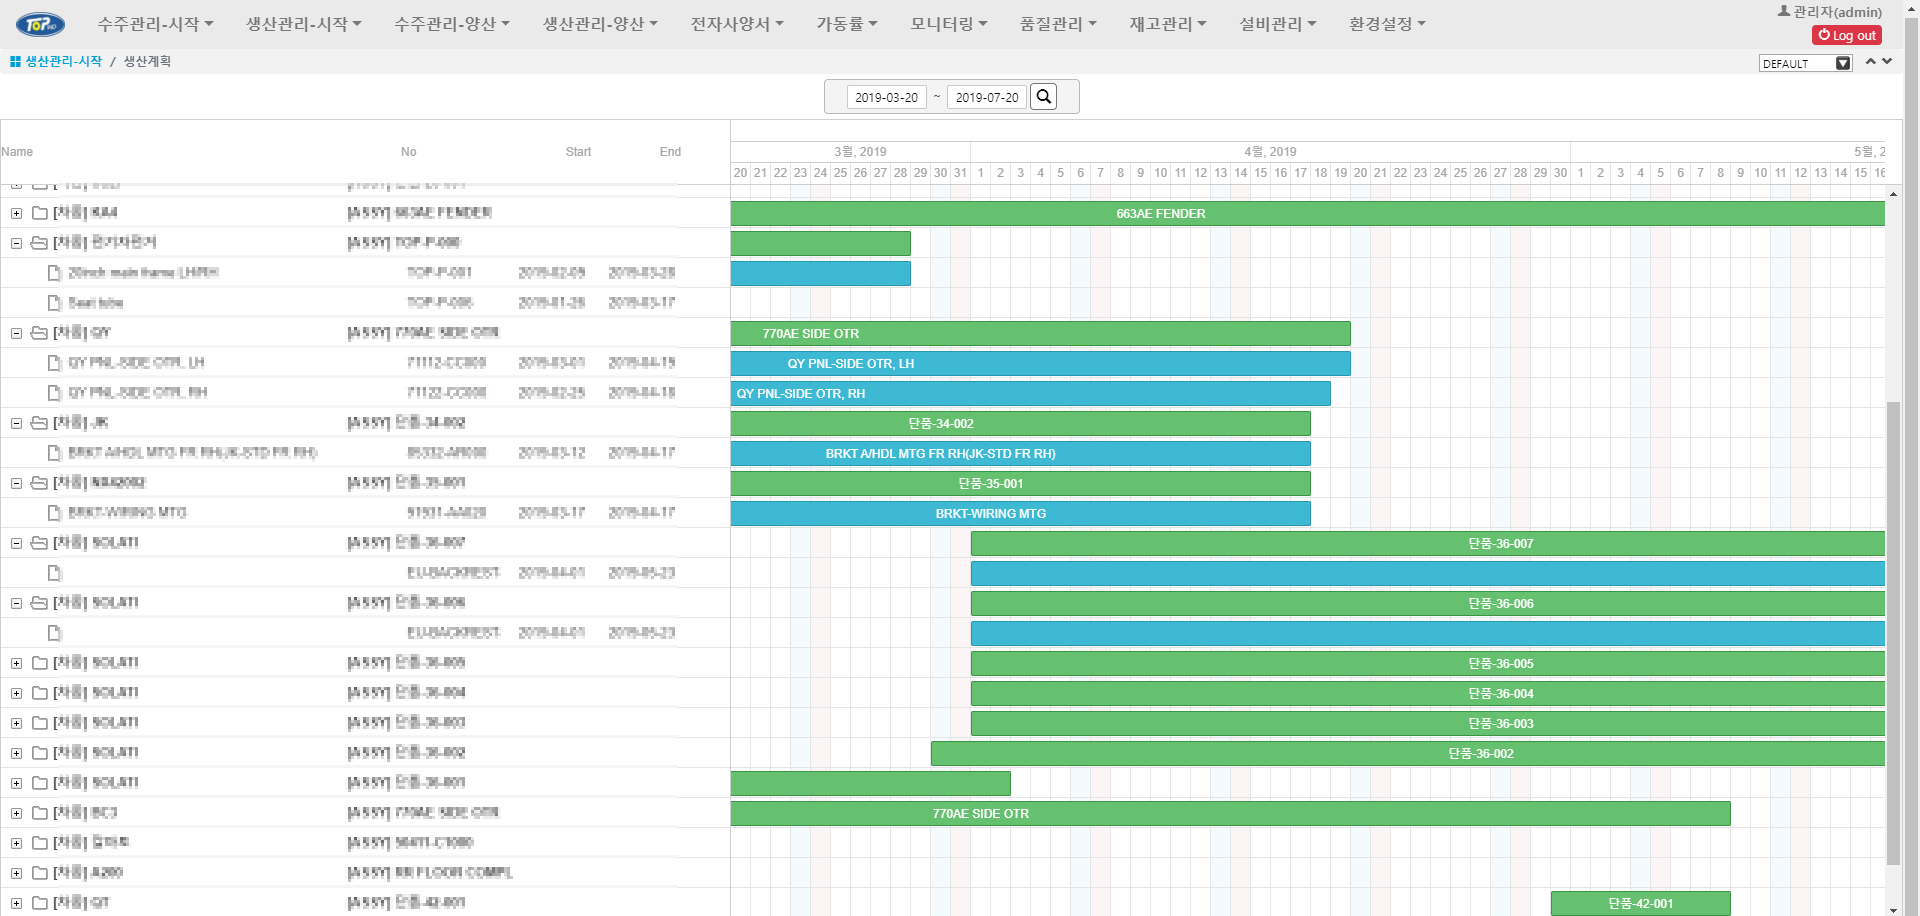 TOP
수주관리-시작 생산관리-시작 수주관리-양산 생산관리-양산 전자사양서 가동률 모니터링 품질관리 재고관리 설비관리 환경설정
관리자(admin)
Log out
생산관리-시작 / 생산계획
DEFAULT
2019-03-20 ~ 2019-07-20
Name No Start End
3월, 2019 4월, 2019 5월, 2
20 21 22 23 24 25 26 27 28 29 30 31 1 2 3 4 5 6 7 8 9 10 11 12 13 14 15 16 17 18 19 20 21 22 23 24 25 26 27 28 29 30 1 2 3 4 5 6 7 8 9 10 11 12 13 14 15 16
[차종] KA4 [ASSY] 663AE FENDER 663AE FENDER
[차종] 전기자전거 [ASSY] TOP-P-000
20inch main frame LH/RH TOP-P-001 2019-02-09 2019-03-28
Seat tube TOP-P-006 2019-01-26 2019-03-17
[차종] QY [ASSY] 770AE SIDE OTR 770AE SIDE OTR
QY PNL-SIDE OTR, LH 71112-CC000 2019-03-01 2019-04-19 QY PNL-SIDE OTR, LH
QY PNL-SIDE OTR, RH 71122-CC000 2019-02-25 2019-04-18 QY PNL-SIDE OTR, RH
[차종] JK [ASSY] 단품-34-002 단품-34-002
BRKT A/HDL MTG FR RH(JK-STD FR RH) 2019-03-12 2019-04-17 BRKT A/HDL MTG FR RH(JK-STD FR RH)
[차종] [ASSY] 단품-35-001 단품-35-001
BRKT-WIRING MTG 91931-AA020 2019-03-17 2019-04-17 BRKT-WIRING MTG
[차종] SOLATI [ASSY] 단품-36-007 단품-36-007
EU-BACKREST 2019-04-01
[차종] SOLATI [ASSY] 단품-36-006 단품-36-006
EU-BACKREST 2019-04-01
[차종] SOLATI [ASSY] 단품-36-005 단품-36-005
[차종] SOLATI [ASSY] 단품-36-004 단품-36-004
[차종] SOLATI [ASSY] 단품-36-003 단품-36-003
[차종] SOLATI [ASSY] 단품-36-002 단품-36-002
[차종] SOLATI [ASSY] 단품-36-001
[차종] BC3 [ASSY] 770AE SIDE OTR 770AE SIDE OTR
[차종] [ASSY]
[차종] A200 [ASSY] RR FLOOR COMPL
[차종] QT [ASSY] 단품-42-001 단품-42-001